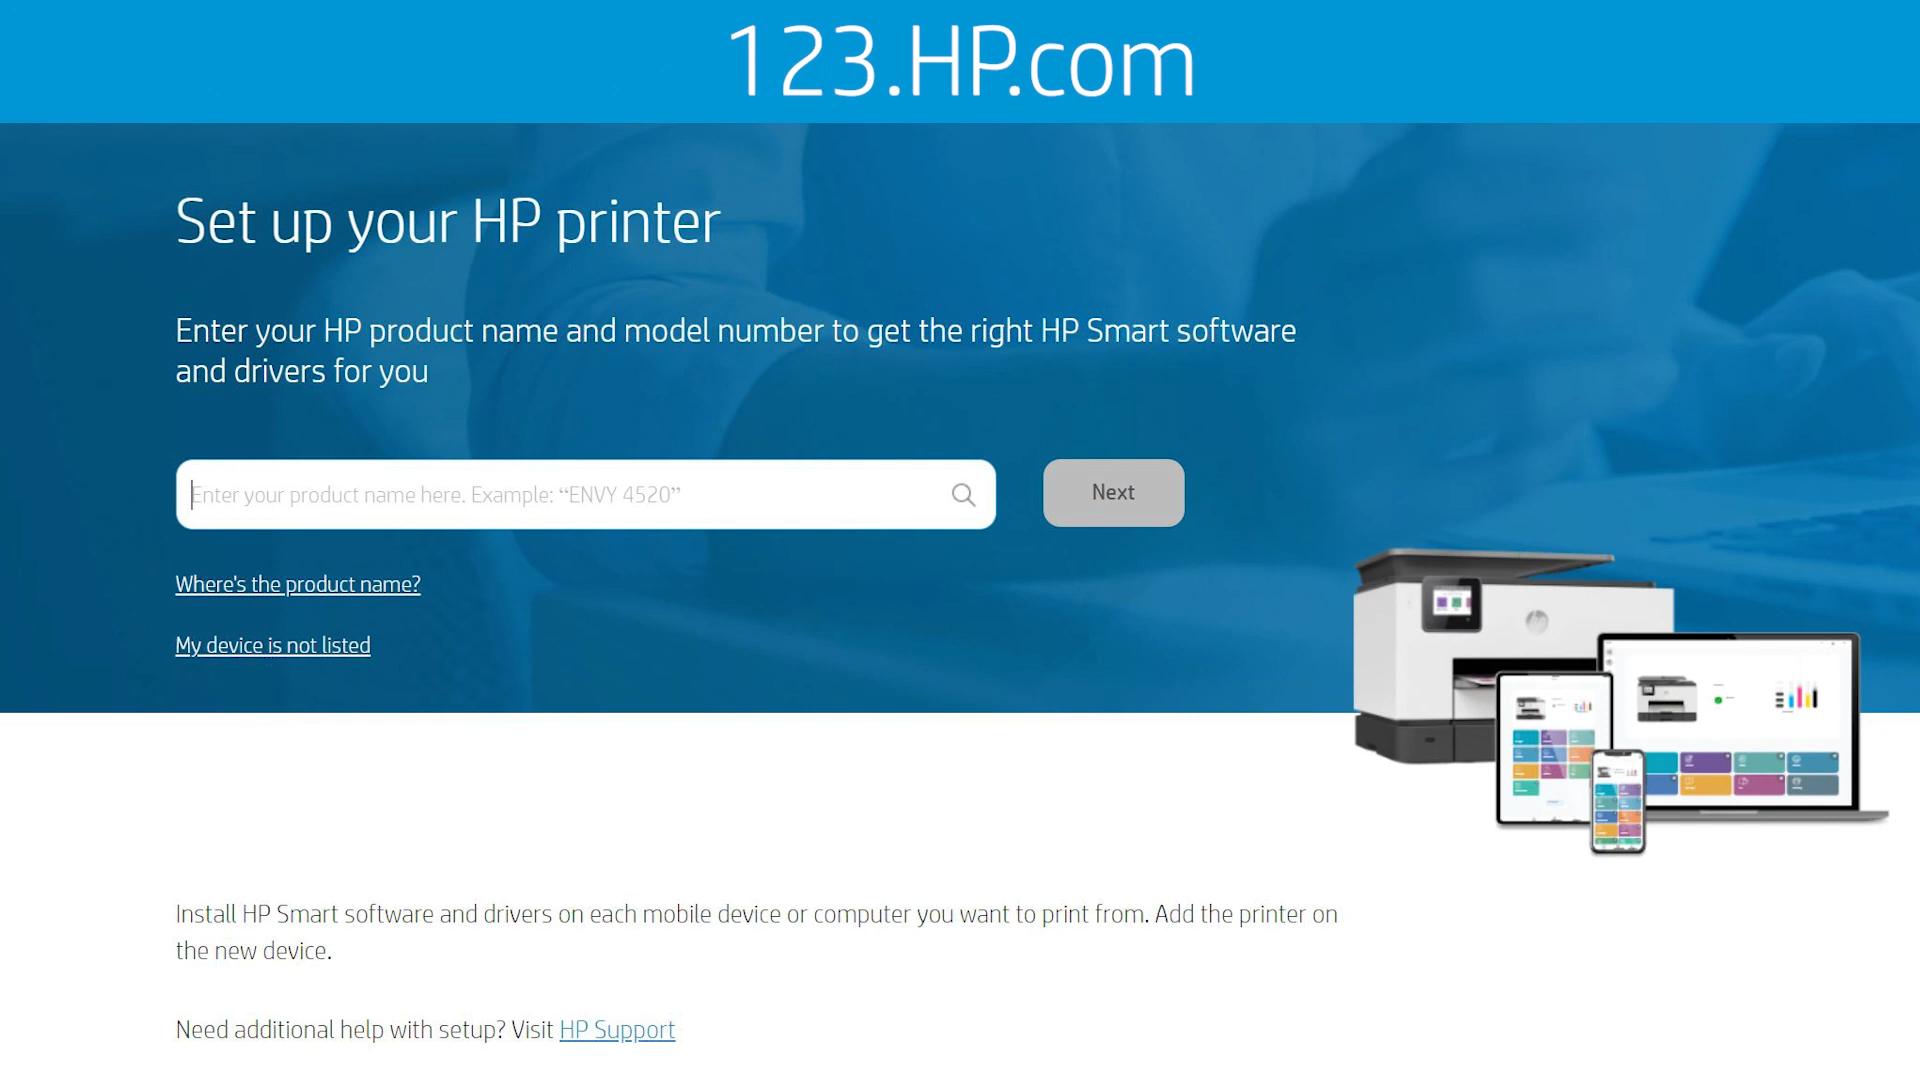 123.HP.com
Set up your HP printer
Enter your HP product name and model number to get the right HP Smart software
and drivers for you
Enter your product name here. Example: “ENVY 4520”
Next
Where's the product name?
My device is not listed
Install HP Smart software and drivers on each mobile device or computer you want to print from. Add the printer on
the new device.
Need additional help with setup? Visit HP Support